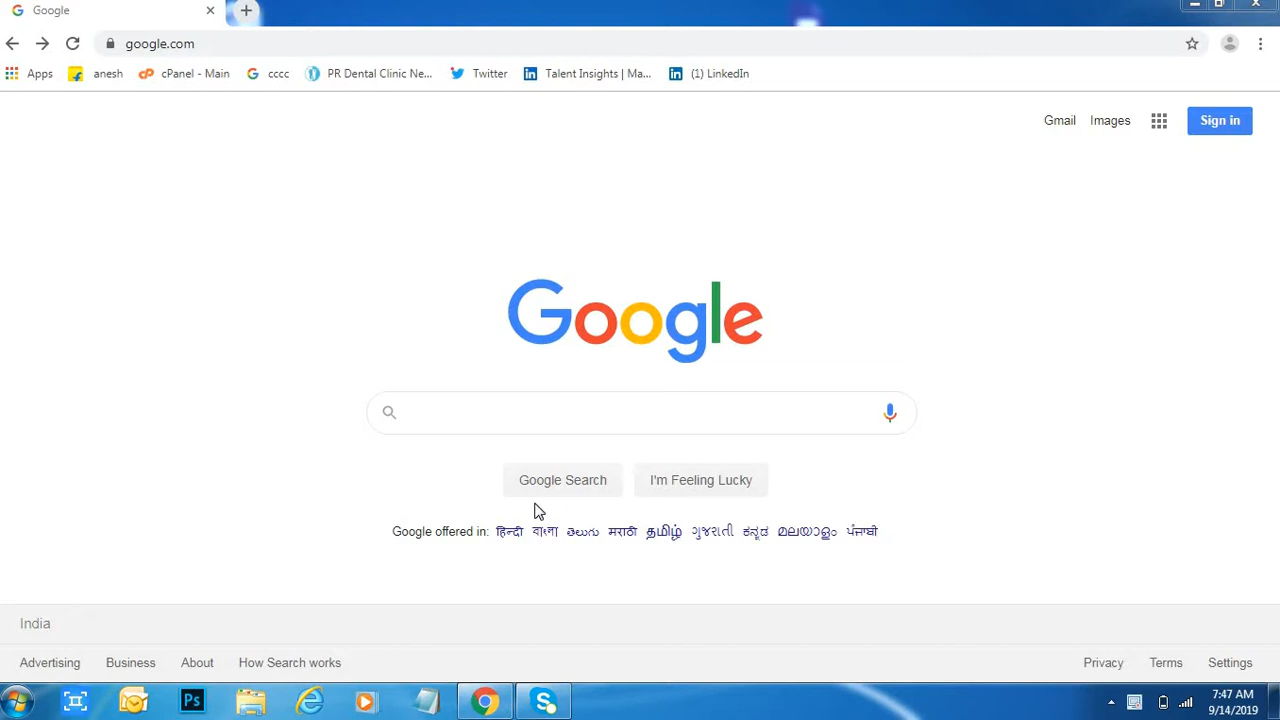 Google
google.com
Apps anesh cPanel - Main cccc PR Dental Clinic Ne... Twitter Talent Insights | Ma... (1) LinkedIn
Gmail Images Sign in
Google
Google Search I'm Feeling Lucky
Google offered in: हिन्दी বাংলা తెలుగు मराठी தமிழ் ગુજરાતી ಕನ್ನಡ മലയാളം ਪੰਜਾਬੀ
India
Advertising Business About How Search works Privacy Terms Settings
Ps
7:47 AM
9/14/2019